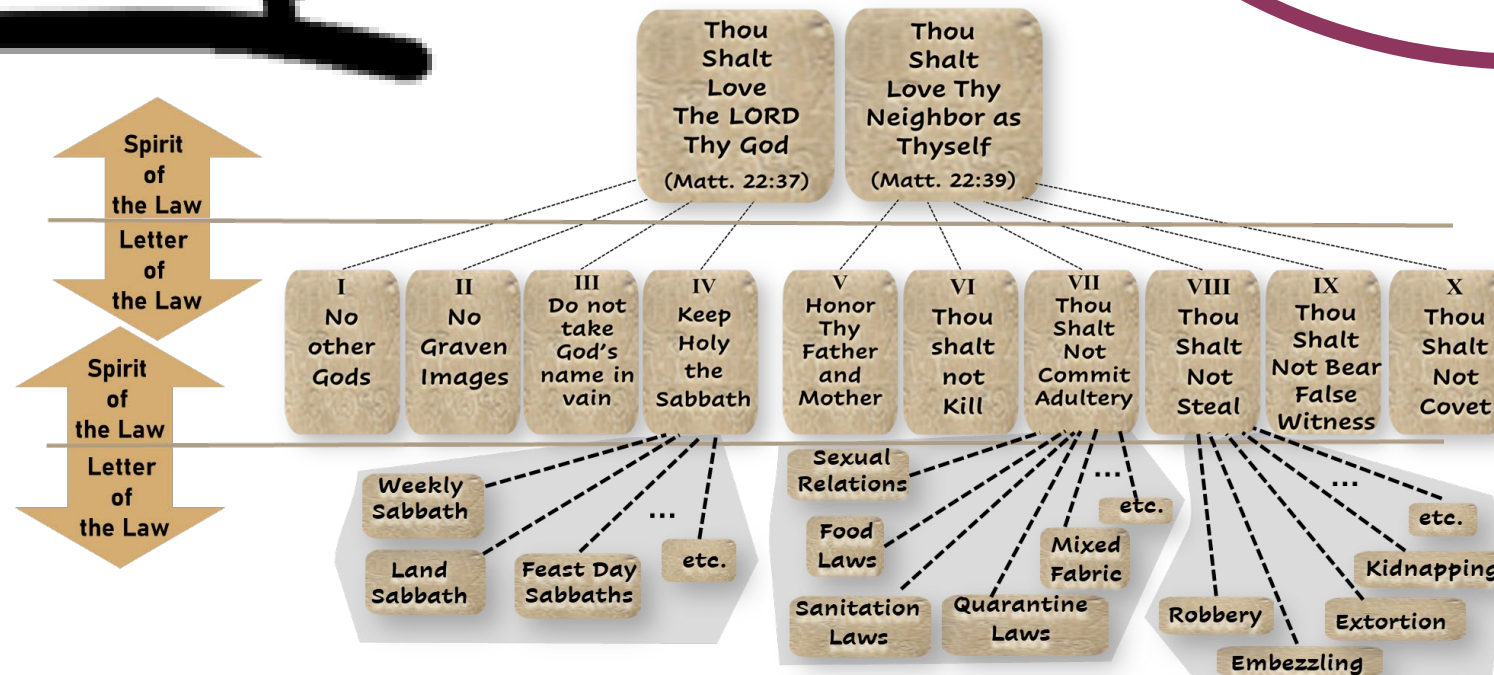 Thou
Shalt
Love
The LORD
Thy God
(Matt. 22:37)
Thou
Shalt
Love Thy
Neighbor as
Thyself
(Matt. 22:39)
Spirit
of
the Law
Letter
of
the Law
I
No
other
Gods
II
No
Graven
Images
III
Do not
take
God's
name in
vain
IV
Keep
Holy
the
Sabbath
V
Honor
Thy
Father
and
Mother
VI
Thou
shalt
not
Kill
VII
Thou
Shalt
Not
Commit
Adultery
VIII
Thou
Shalt
Not
Steal
IX
Thou
Shalt
Not Bear
False
Witness
X
Thou
Shalt
Not
Covet
Spirit
of
the Law
Letter
of
the Law
Weekly
Sabbath
Land
Sabbath
Feast Day
Sabbaths
...
etc.
Sexual
Relations
Food
Laws
Sanitation
Laws
Quarantine
Laws
Mixed
Fabric
...
etc.
Robbery
Embezzling
Extortion
Kidnapping
...
etc.